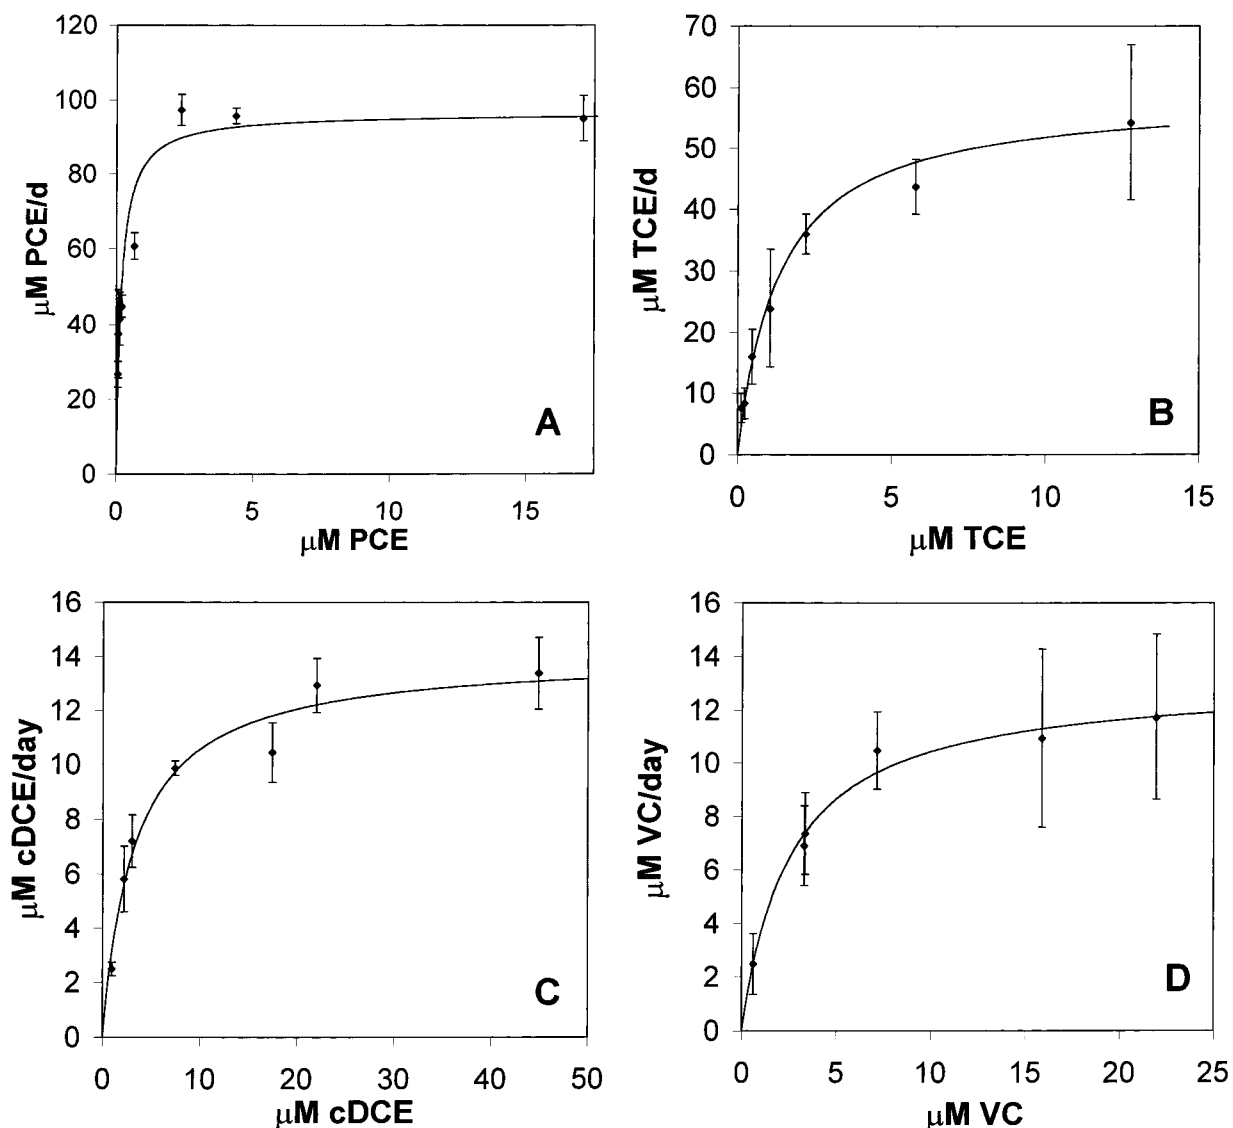 120
100
80
60
40
20
0
μM PCE/d
0 5 10 15
μM PCE
A
70
60
50
40
30
20
10
0
μM TCE/d
0 5 10 15
μM TCE
B
16
14
12
10
8
6
4
2
0
μM cDCE/day
0 10 20 30 40 50
μM cDCE
C
16
14
12
10
8
6
4
2
0
μM VC/day
0 5 10 15 20 25
μM VC
D